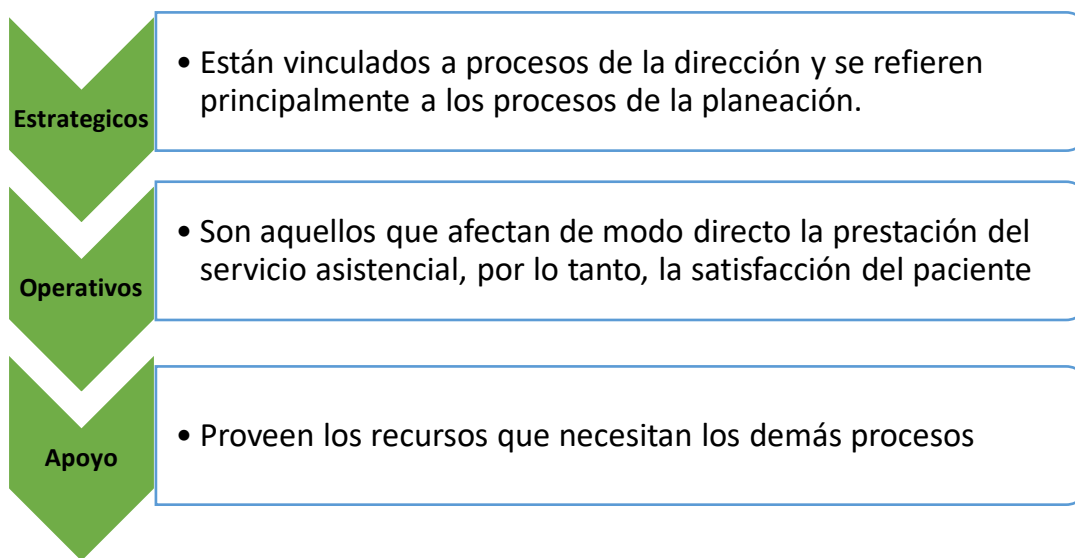 Estrategicos
• Están vinculados a procesos de la dirección y se refieren
principalmente a los procesos de la planeación.
Operativos
• Son aquellos que afectan de modo directo la prestación del
servicio asistencial, por lo tanto, la satisfacción del paciente
Apoyo
• Proveen los recursos que necesitan los demás procesos